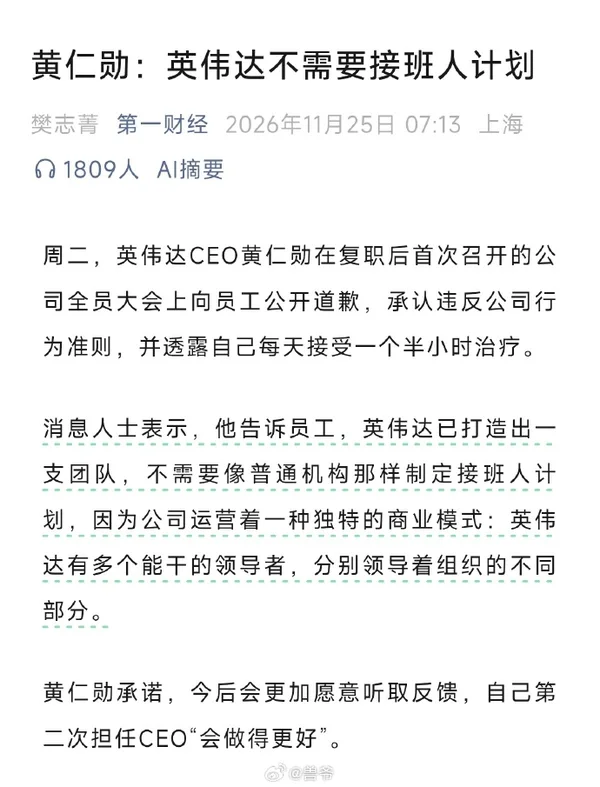 黄仁勋：英伟达不需要接班人计划
樊志菁 第一财经 2026年11月25日 07:13 上海
1809人 AI摘要
周二，英伟达CEO黄仁勋在复职后首次召开的公
司全员大会上向员工公开道歉，承认违反公司行
为准则，并透露自己每天接受一个半小时治疗。
消息人士表示，他告诉员工，英伟达已打造出一
支团队，不需要像普通机构那样制定接班人计
划，因为公司运营着一种独特的商业模式：英伟
达有多个能干的领导者，分别领导着组织的不同
部分。
黄仁勋承诺，今后会更加愿意听取反馈，自己第
二次担任CEO“会做得更好”。
@兽爷